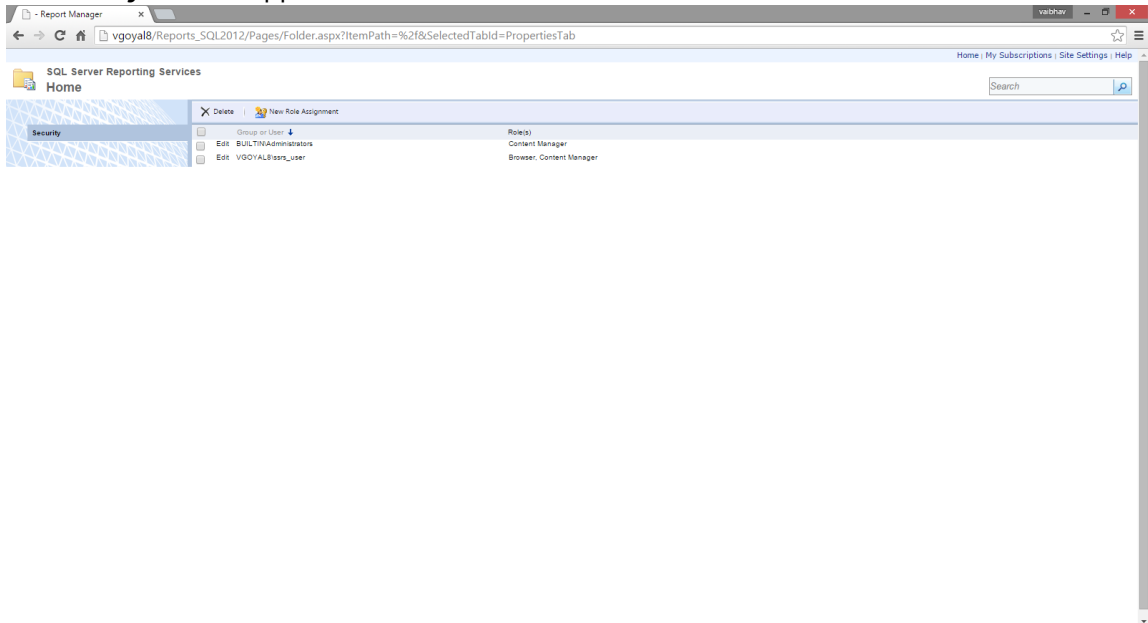 - Report Manager
vaibhav
vgoyal8/Reports_SQL2012/Pages/Folder.aspx?ItemPath=%2f&SelectedTabId=PropertiesTab
Home | My Subscriptions | Site Settings | Help
SQL Server Reporting Services
Home
Search
Delete | New Role Assignment
Security
Group or User Role(s)
Edit BUILTIN\Administrators Content Manager
Edit VGOYAL8\ssrs_user Browser, Content Manager